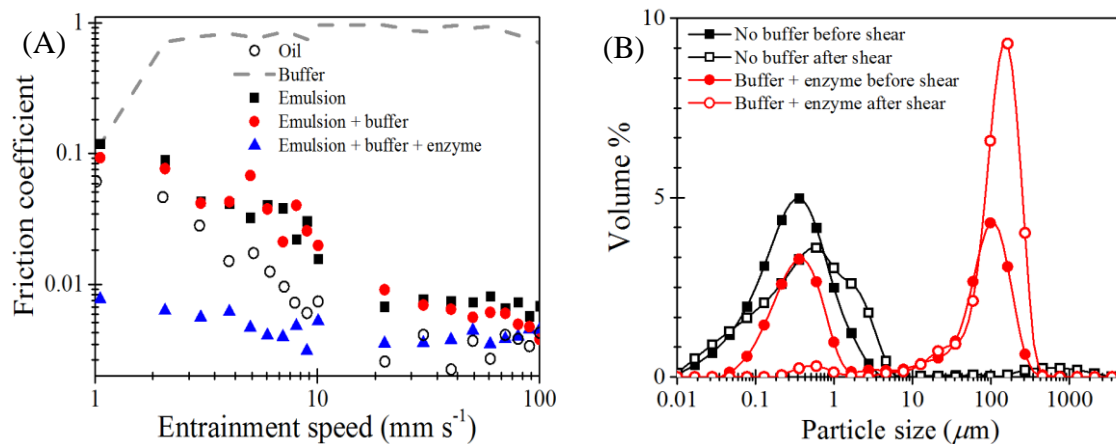 (A)
Friction coefficient
1
0.1
0.01
Oil
Buffer
Emulsion
Emulsion + buffer
Emulsion + buffer + enzyme
1
10
100
Entrainment speed (mm s⁻¹)
(B)
Volume %
10
5
0
No buffer before shear
No buffer after shear
Buffer + enzyme before shear
Buffer + enzyme after shear
0.01
0.1
1
10
100
1000
Particle size (μm)